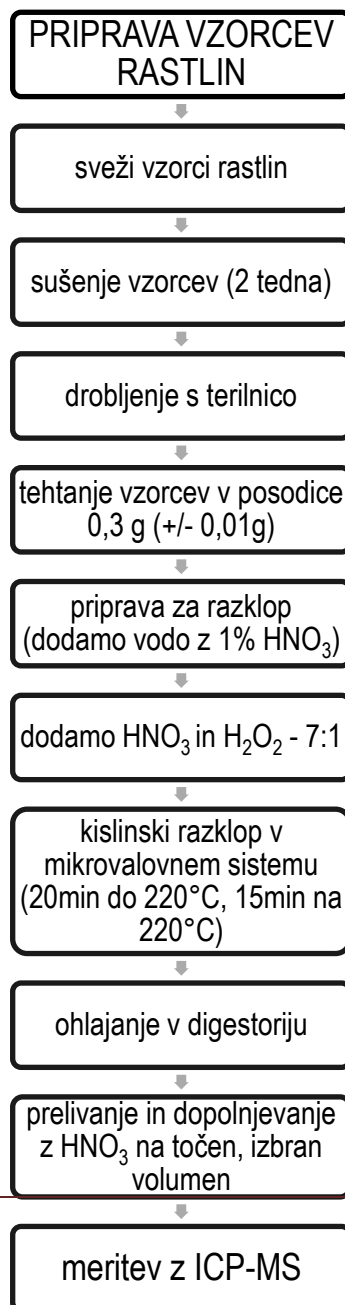 PRIPRAVA VZORCEV
RASTLIN
sveži vzorci rastlin
sušenje vzorcev (2 tedna)
drobljenje s terilnico
tehtanje vzorcev v posodice
0,3 g (+/- 0,01g)
priprava za razklop
(dodamo vodo z 1% HNO₃)
dodamo HNO₃ in H₂O₂ - 7:1
kislinski razklop v
mikrovalovnem sistemu
(20min do 220°C, 15min na
220°C)
ohlajanje v digestoriju
prelivanje in dopolnjevanje
z HNO₃ na točen, izbran
volumen
meritev z ICP-MS